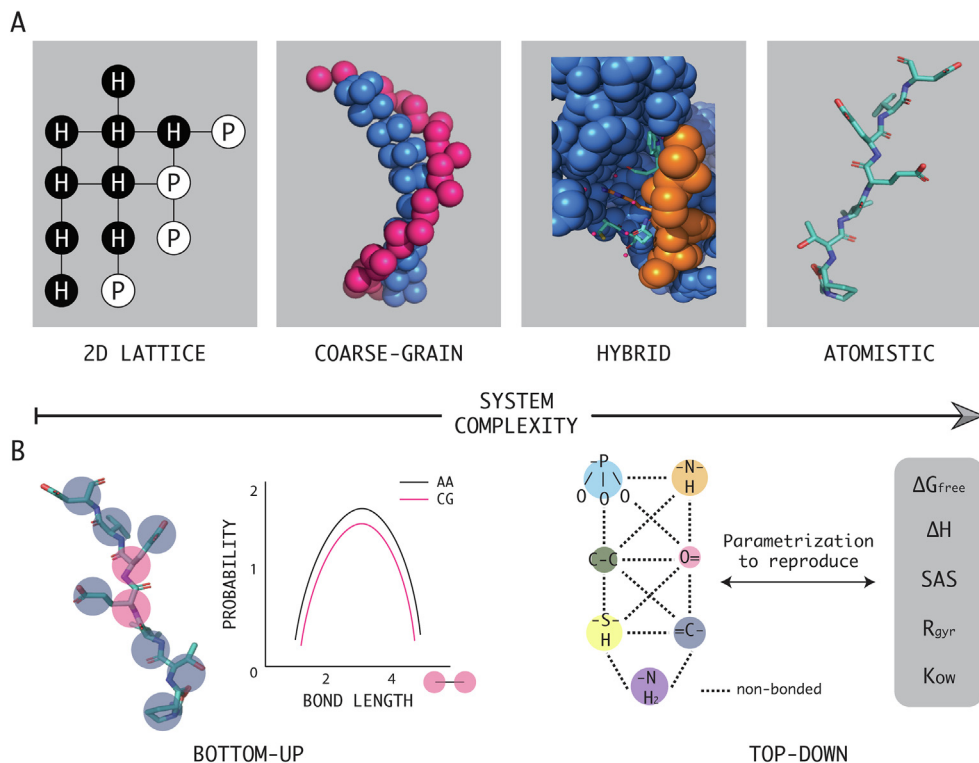 A
H
H H H P
H H P
H H P
H P
2D LATTICE
COARSE-GRAIN
HYBRID
ATOMISTIC
SYSTEM
COMPLEXITY
B
2
1
0
PROBABILITY
AA
CG
2 4
BOND LENGTH
BOTTOM-UP
-P
/ | \
O O O
-N-
H
C-C
O=
-S-
H
=C-
-N
H₂
non-bonded
Parametrization
to reproduce
ΔGfree
ΔH
SAS
Rgyr
Kow
TOP-DOWN